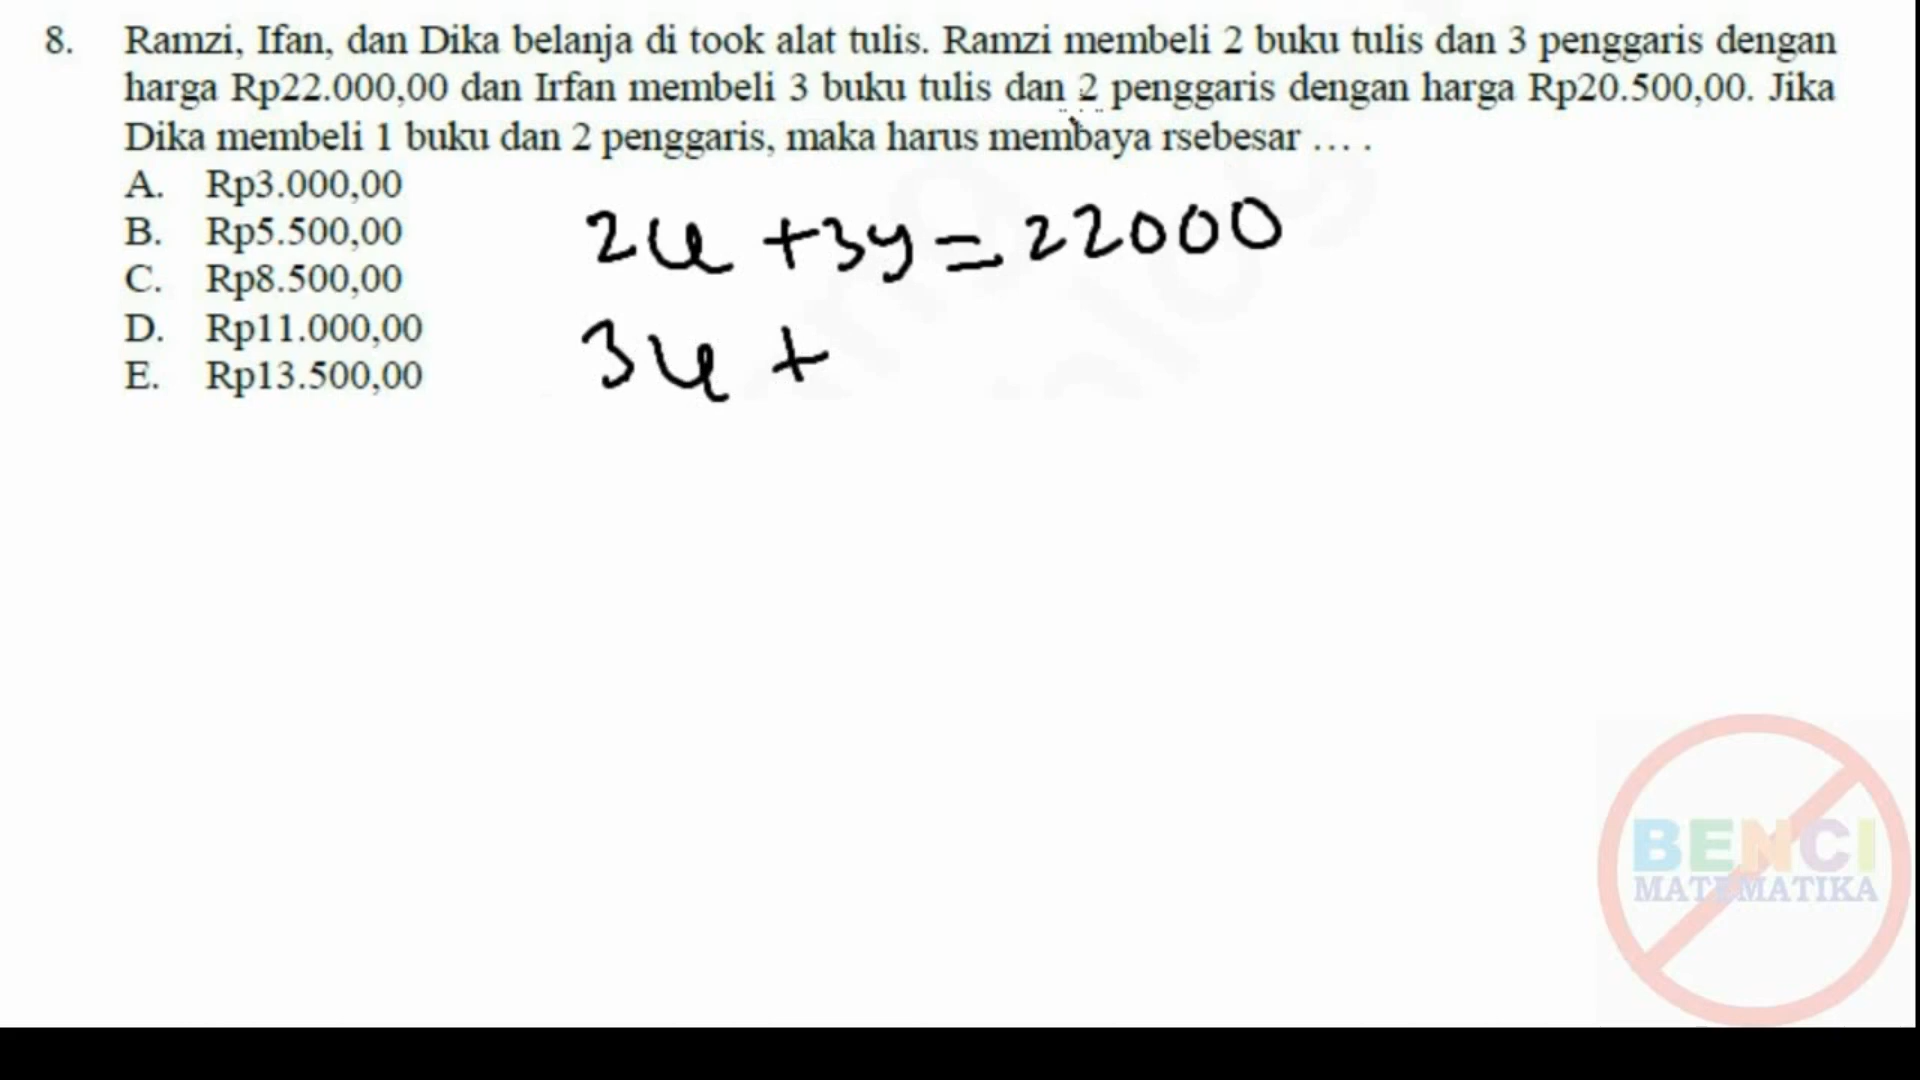 8. Ramzi, Ifan, dan Dika belanja di took alat tulis. Ramzi membeli 2 buku tulis dan 3 penggaris dengan
harga Rp22.000,00 dan Irfan membeli 3 buku tulis dan 2 penggaris dengan harga Rp20.500,00. Jika
Dika membeli 1 buku dan 2 penggaris, maka harus membaya rsebesar ... .
A. Rp3.000,00
B. Rp5.500,00
C. Rp8.500,00
D. Rp11.000,00
E. Rp13.500,00
2x + 3y = 22000
3x +
BENCI
MATEMATIKA